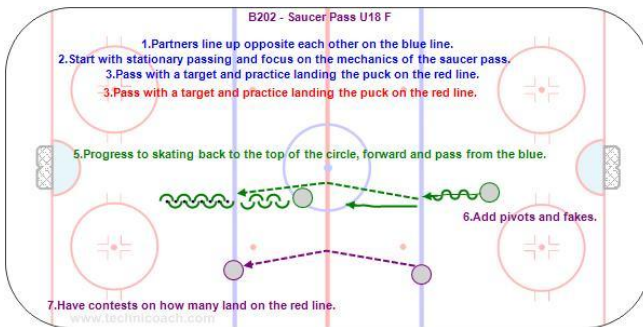 B202 - Saucer Pass U18 F
1.Partners line up opposite each other on the blue line.
2.Start with stationary passing and focus on the mechanics of the saucer pass.
3.Pass with a target and practice landing the puck on the red line.
3.Pass with a target and practice landing the puck on the red line.
5.Progress to skating back to the top of the circle, forward and pass from the blue.
6.Add pivots and fakes.
7.Have contests on how many land on the red line.
www.technicoach.com